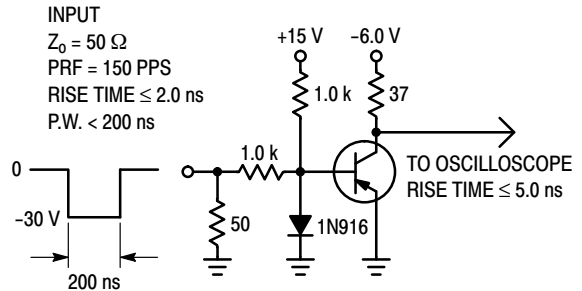 INPUT
Zo = 50 Ω
PRF = 150 PPS
RISE TIME ≤ 2.0 ns
P.W. < 200 ns
+15 V
−6.0 V
1.0 k
37
1.0 k
0
TO OSCILLOSCOPE
RISE TIME ≤ 5.0 ns
−30 V
50
1N916
200 ns